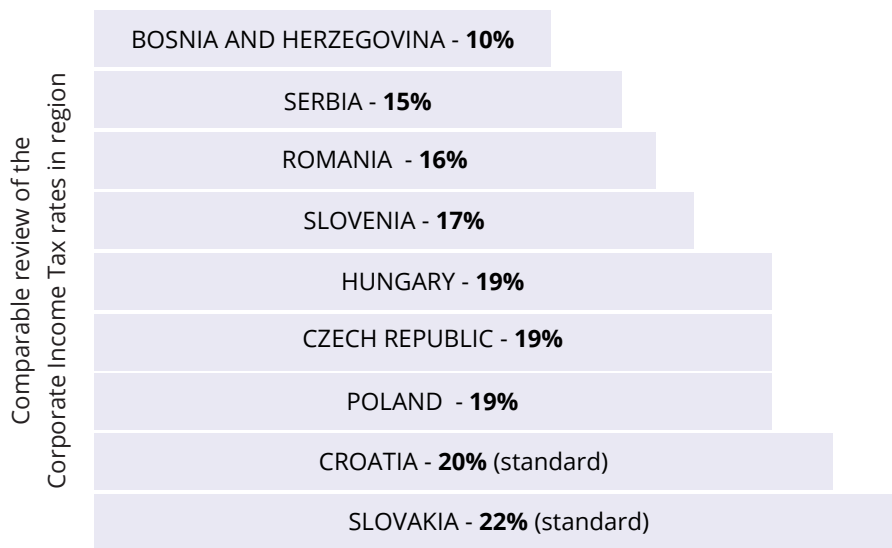 Comparable review of the
Corporate Income Tax rates in region
BOSNIA AND HERZEGOVINA - 10%
SERBIA - 15%
ROMANIA - 16%
SLOVENIA - 17%
HUNGARY - 19%
CZECH REPUBLIC - 19%
POLAND - 19%
CROATIA - 20% (standard)
SLOVAKIA - 22% (standard)